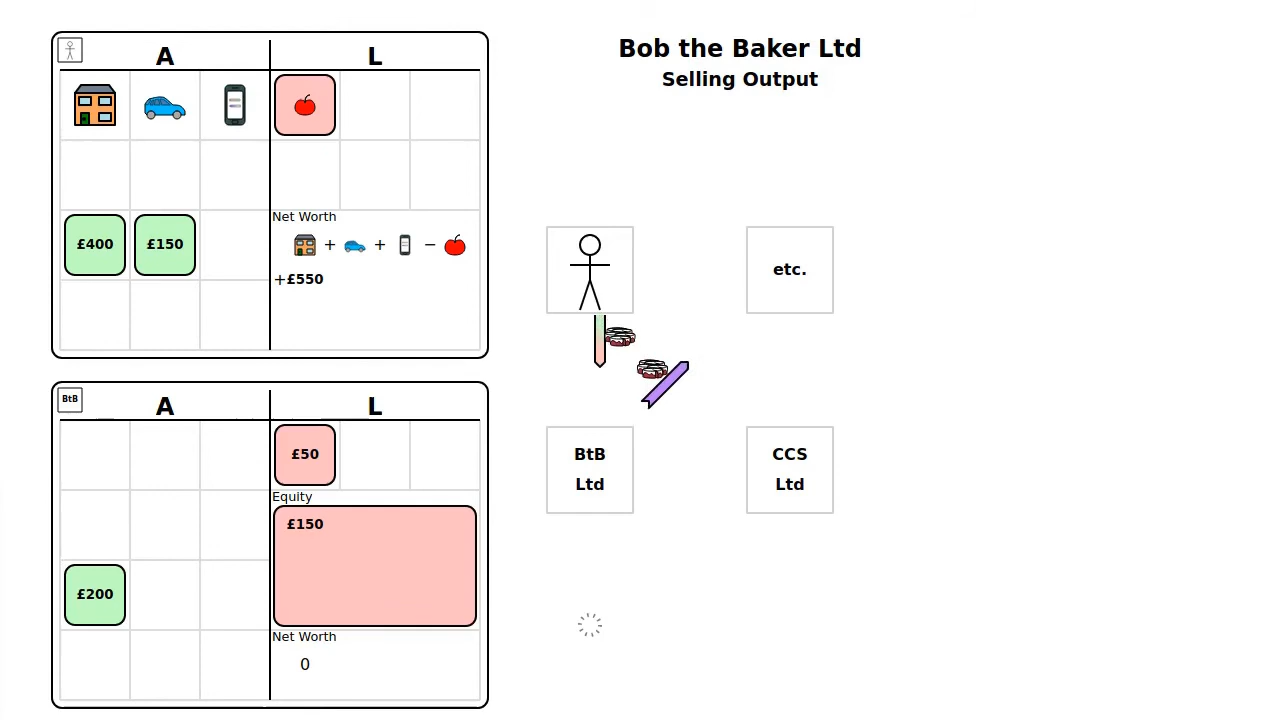 Bob the Baker Ltd
Selling Output
A L
£400 £150
Net Worth
+ + −
+£550
etc.
BtB
A L
£50
Equity
£150
£200
Net Worth
0
BtB
Ltd
CCS
Ltd